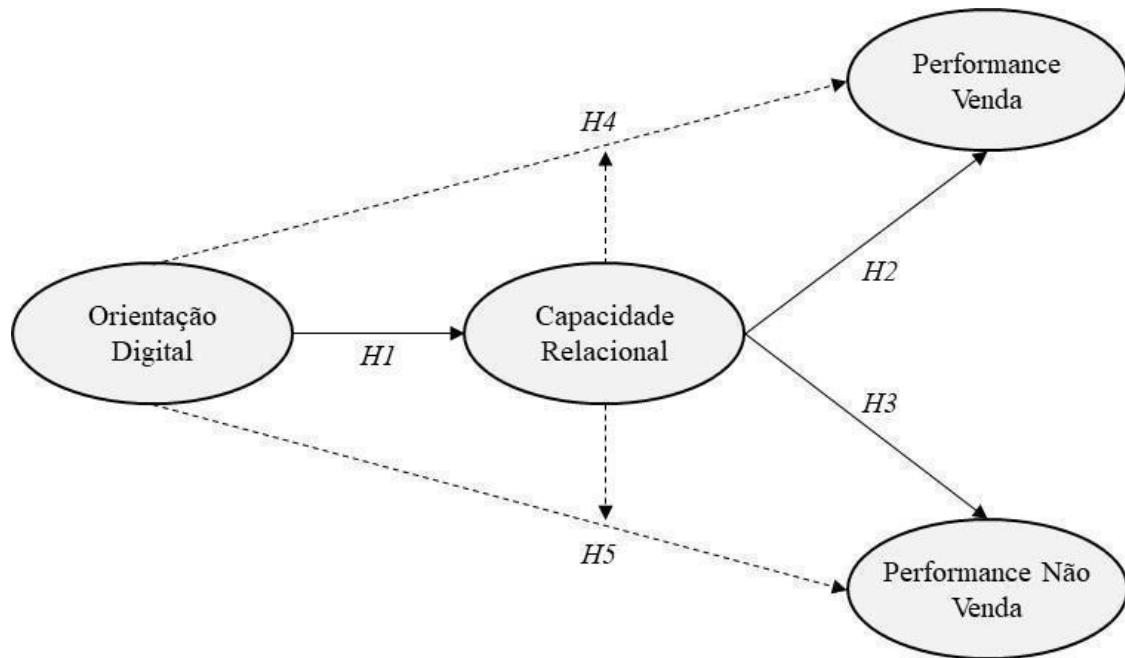 Performance
Venda
H4
Orientação
Digital
H1
Capacidade
Relacional
H2
H3
H5
Performance Não
Venda